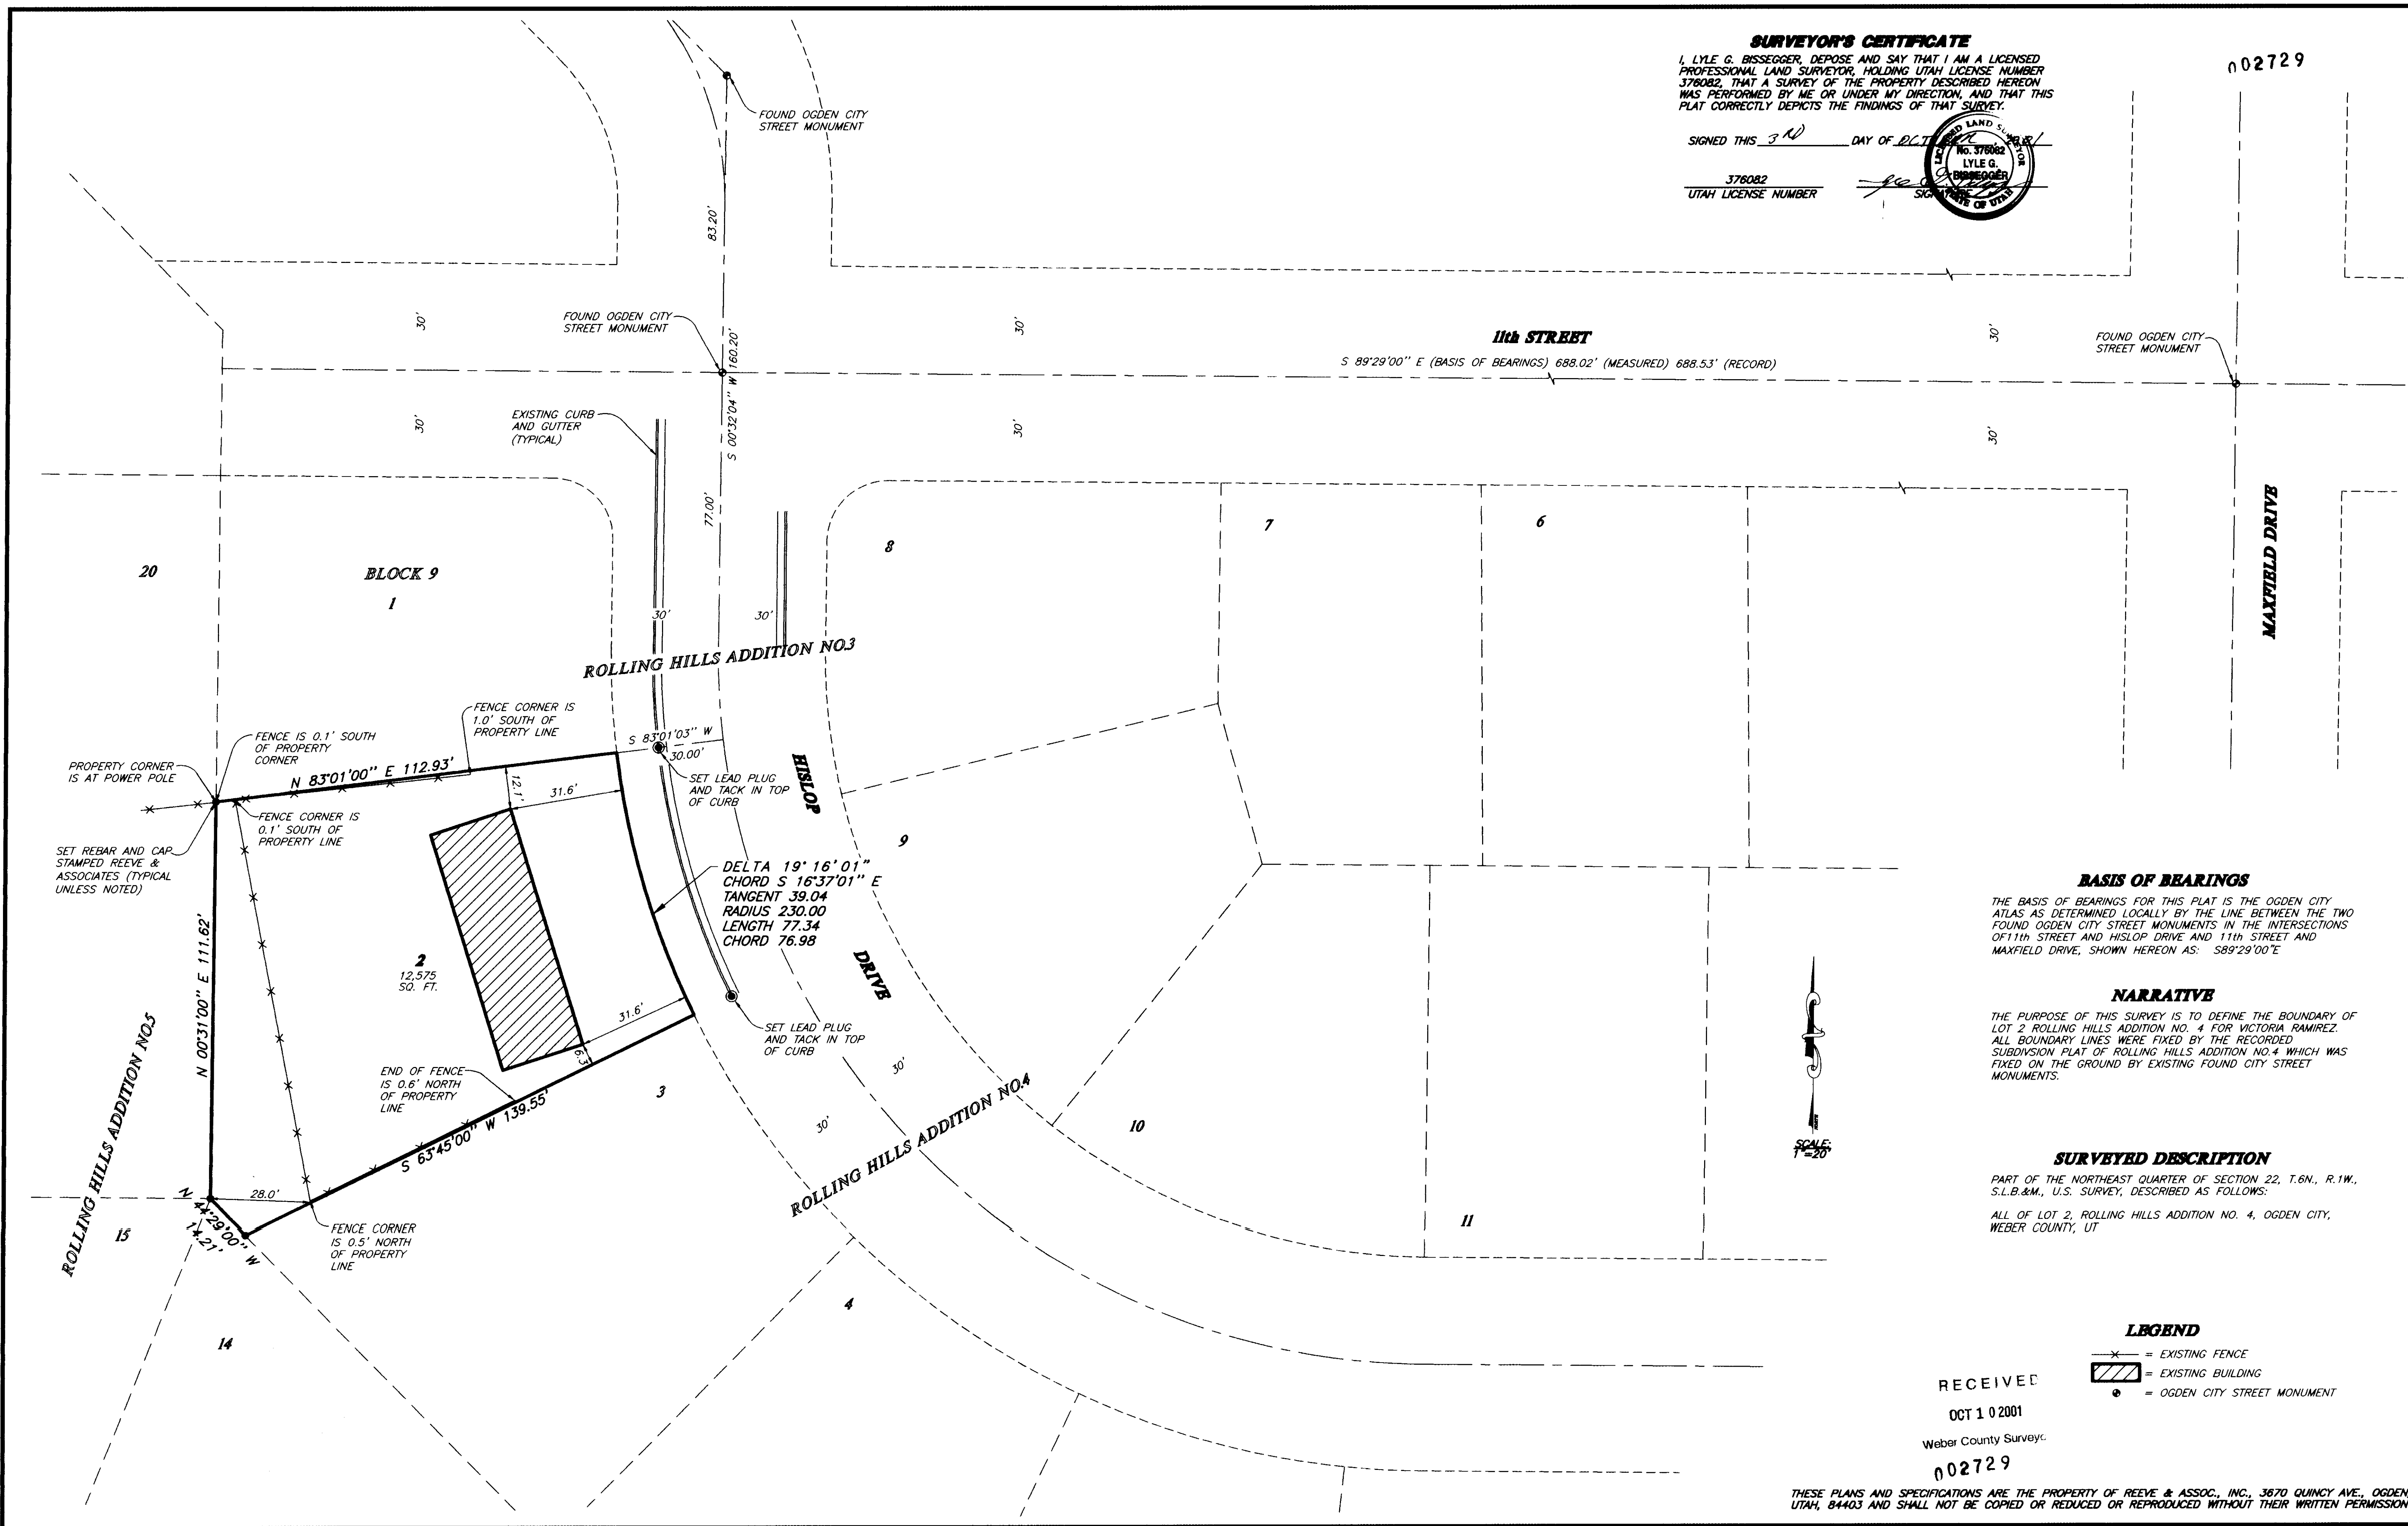 SURVEYOR'S CERTIFICATE
I, LYLE G. BISSEGGER, DEPOSE AND SAY THAT I AM A LICENSED
PROFESSIONAL LAND SURVEYOR, HOLDING UTAH LICENSE NUMBER
376082, THAT A SURVEY OF THE PROPERTY DESCRIBED HEREON
WAS PERFORMED BY ME OR UNDER MY DIRECTION, AND THAT THIS
PLAT CORRECTLY DEPICTS THE FINDINGS OF THAT SURVEY.
SIGNED THIS 3RD DAY OF
376082
UTAH LICENSE NUMBER
SIGNATURE
LICENSED LAND SURVEYOR
No. 376082
LYLE G.
BISSEGGER
STATE OF UTAH
002729
FOUND OGDEN CITY
STREET MONUMENT
83.20'
FOUND OGDEN CITY
STREET MONUMENT
S 00°32'04" W 160.20'
77.00'
30'
30'
30'
30'
30'
30'
11th STREET
S 89°29'00" E (BASIS OF BEARINGS) 688.02' (MEASURED) 688.53' (RECORD)
FOUND OGDEN CITY
STREET MONUMENT
MAXFIELD DRIVE
EXISTING CURB
AND GUTTER
(TYPICAL)
20
BLOCK 9
1
8
7
6
30'
30'
ROLLING HILLS ADDITION NO.3
FENCE CORNER IS
1.0' SOUTH OF
PROPERTY LINE
FENCE IS 0.1' SOUTH
OF PROPERTY
CORNER
PROPERTY CORNER
IS AT POWER POLE
N 83°01'00" E 112.93'
S 83°01'03" W
30.00'
SET LEAD PLUG
AND TACK IN TOP
OF CURB
HISLOP
DRIVE
12.1'
31.6'
FENCE CORNER IS
0.1' SOUTH OF
PROPERTY LINE
SET REBAR AND CAP
STAMPED REEVE &
ASSOCIATES (TYPICAL
UNLESS NOTED)
DELTA 19° 16'01"
CHORD S 16°37'01" E
TANGENT 39.04
RADIUS 230.00
LENGTH 77.34
CHORD 76.98
9
N 00°31'00" E 111.62'
2
12,575
SQ. FT.
31.6'
6.3'
SET LEAD PLUG
AND TACK IN TOP
OF CURB
30'
30'
END OF FENCE
IS 0.6' NORTH
OF PROPERTY
LINE
S 63°45'00" W 139.55'
3
ROLLING HILLS ADDITION NO.4
10
11
ROLLING HILLS ADDITION NO.5
28.0'
N 44°29'00" W
14.21'
FENCE CORNER
IS 0.5' NORTH
OF PROPERTY
LINE
15
14
4
SCALE:
1"=20'
BASIS OF BEARINGS
THE BASIS OF BEARINGS FOR THIS PLAT IS THE OGDEN CITY
ATLAS AS DETERMINED LOCALLY BY THE LINE BETWEEN THE TWO
FOUND OGDEN CITY STREET MONUMENTS IN THE INTERSECTIONS
OF11th STREET AND HISLOP DRIVE AND 11th STREET AND
MAXFIELD DRIVE, SHOWN HEREON AS: S89°29'00"E
NARRATIVE
THE PURPOSE OF THIS SURVEY IS TO DEFINE THE BOUNDARY OF
LOT 2 ROLLING HILLS ADDITION NO. 4 FOR VICTORIA RAMIREZ.
ALL BOUNDARY LINES WERE FIXED BY THE RECORDED
SUBDIVSION PLAT OF ROLLING HILLS ADDITION NO.4 WHICH WAS
FIXED ON THE GROUND BY EXISTING FOUND CITY STREET
MONUMENTS.
SURVEYED DESCRIPTION
PART OF THE NORTHEAST QUARTER OF SECTION 22, T.6N., R.1W.,
S.L.B.&M., U.S. SURVEY, DESCRIBED AS FOLLOWS:
ALL OF LOT 2, ROLLING HILLS ADDITION NO. 4, OGDEN CITY,
WEBER COUNTY, UT
LEGEND
= EXISTING FENCE
= EXISTING BUILDING
= OGDEN CITY STREET MONUMENT
RECEIVED
OCT 10 2001
Weber County Surveyo
002729
THESE PLANS AND SPECIFICATIONS ARE THE PROPERTY OF REEVE & ASSOC., INC., 3670 QUINCY AVE., OGDEN,
UTAH, 84403 AND SHALL NOT BE COPIED OR REDUCED OR REPRODUCED WITHOUT THEIR WRITTEN PERMISSION